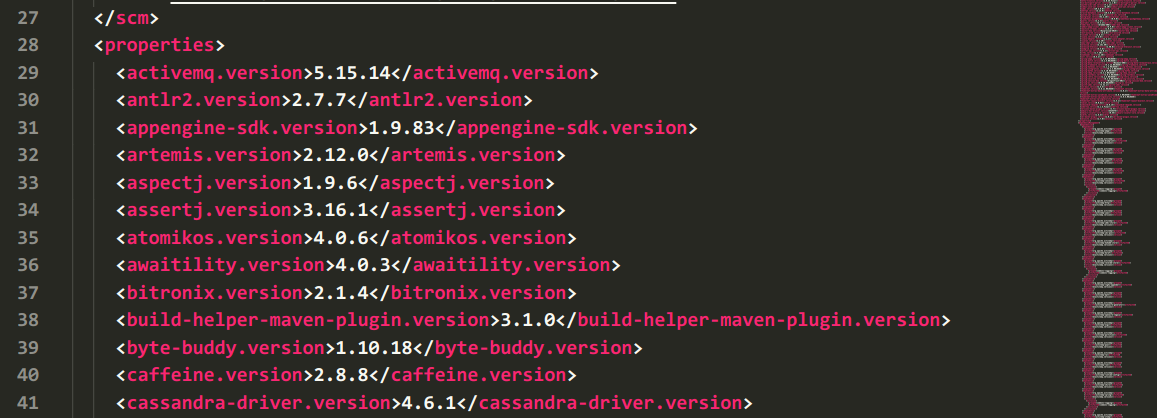 27 </scm>
28 <properties>
29 <activemq.version>5.15.14</activemq.version>
30 <antlr2.version>2.7.7</antlr2.version>
31 <appengine-sdk.version>1.9.83</appengine-sdk.version>
32 <artemis.version>2.12.0</artemis.version>
33 <aspectj.version>1.9.6</aspectj.version>
34 <assertj.version>3.16.1</assertj.version>
35 <atomikos.version>4.0.6</atomikos.version>
36 <awaitility.version>4.0.3</awaitility.version>
37 <bitronix.version>2.1.4</bitronix.version>
38 <build-helper-maven-plugin.version>3.1.0</build-helper-maven-plugin.version>
39 <byte-buddy.version>1.10.18</byte-buddy.version>
40 <caffeine.version>2.8.8</caffeine.version>
41 <cassandra-driver.version>4.6.1</cassandra-driver.version>